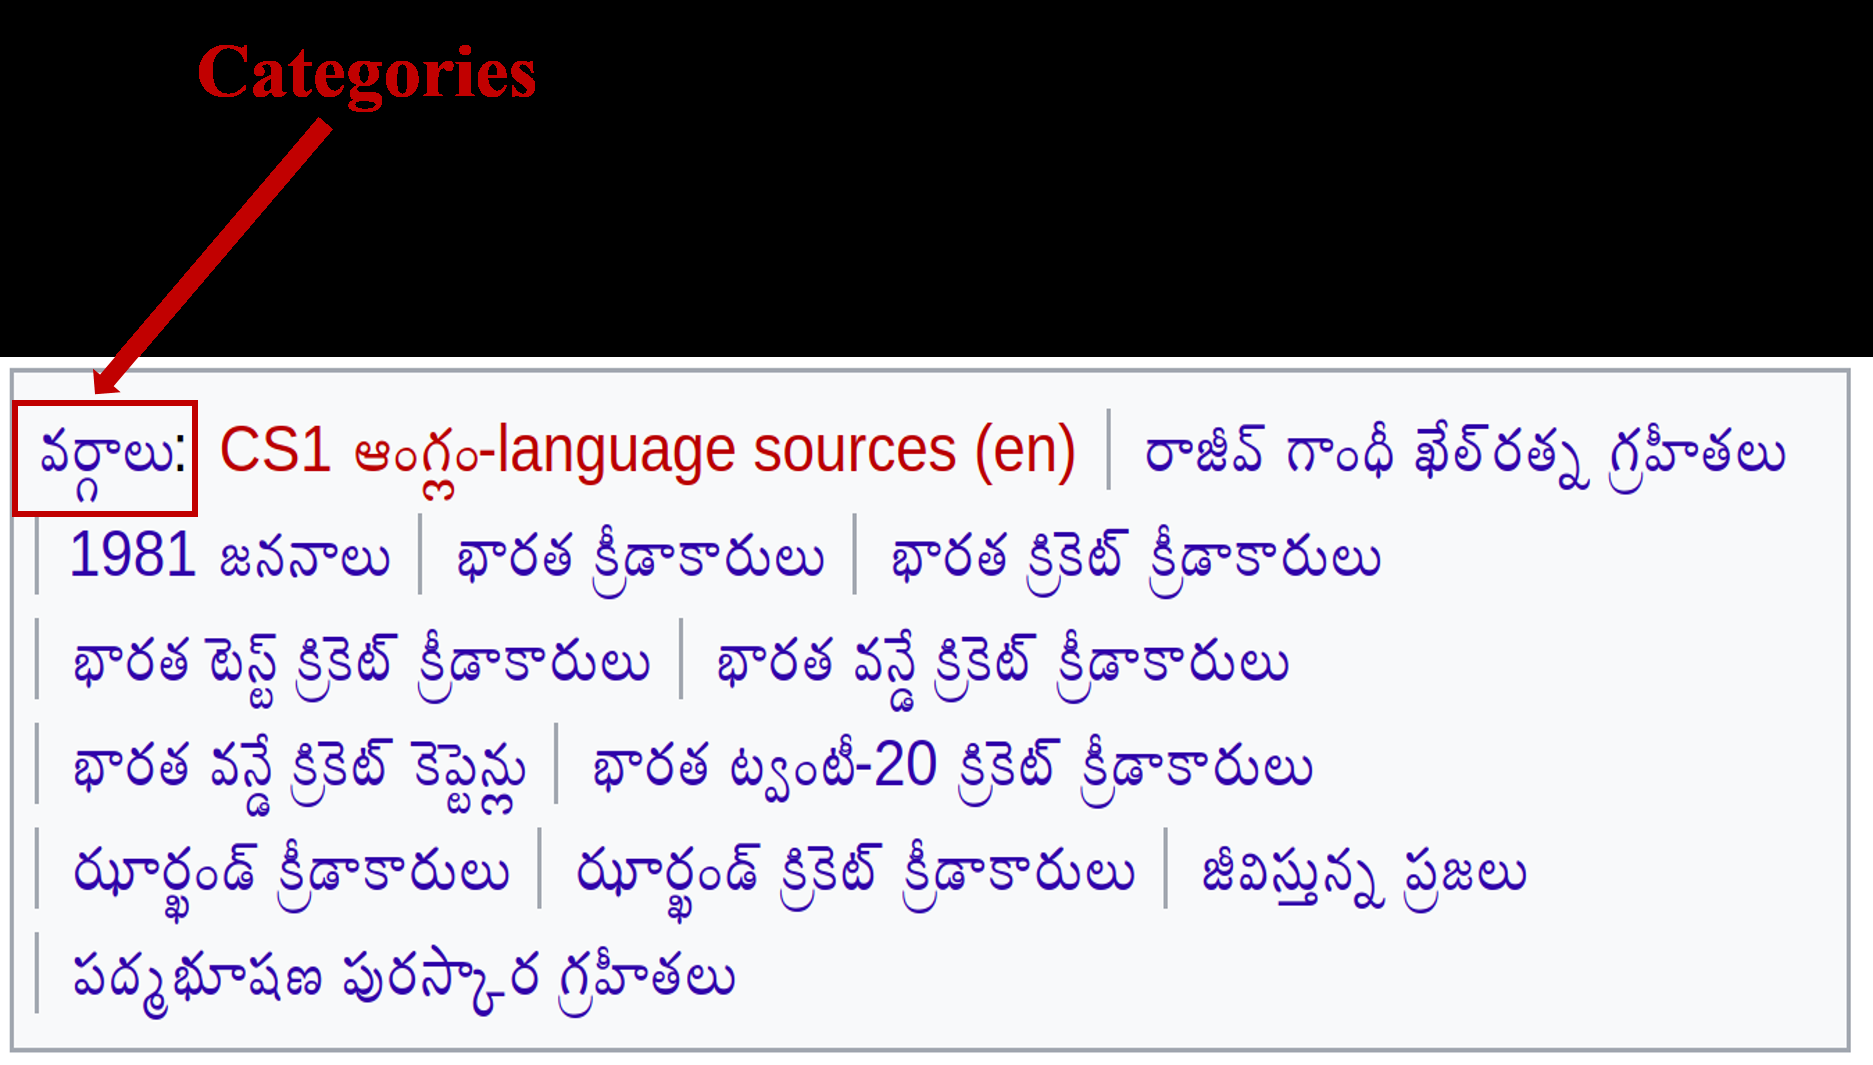 Categories
వర్గాలు: CS1 ఆంగ్లం-language sources (en) | రాజీవ్ గాంధీ ఖేల్‌రత్న గ్రహీతలు
| 1981 జననాలు | భారత క్రీడాకారులు | భారత క్రికెట్ క్రీడాకారులు
| భారత టెస్ట్ క్రికెట్ క్రీడాకారులు | భారత వన్డే క్రికెట్ క్రీడాకారులు
| భారత వన్డే క్రికెట్ కెప్టెన్లు | భారత ట్వంటీ-20 క్రికెట్ క్రీడాకారులు
| ఝార్ఖండ్ క్రీడాకారులు | ఝార్ఖండ్ క్రికెట్ క్రీడాకారులు | జీవిస్తున్న ప్రజలు
| పద్మభూషణ పురస్కార గ్రహీతలు